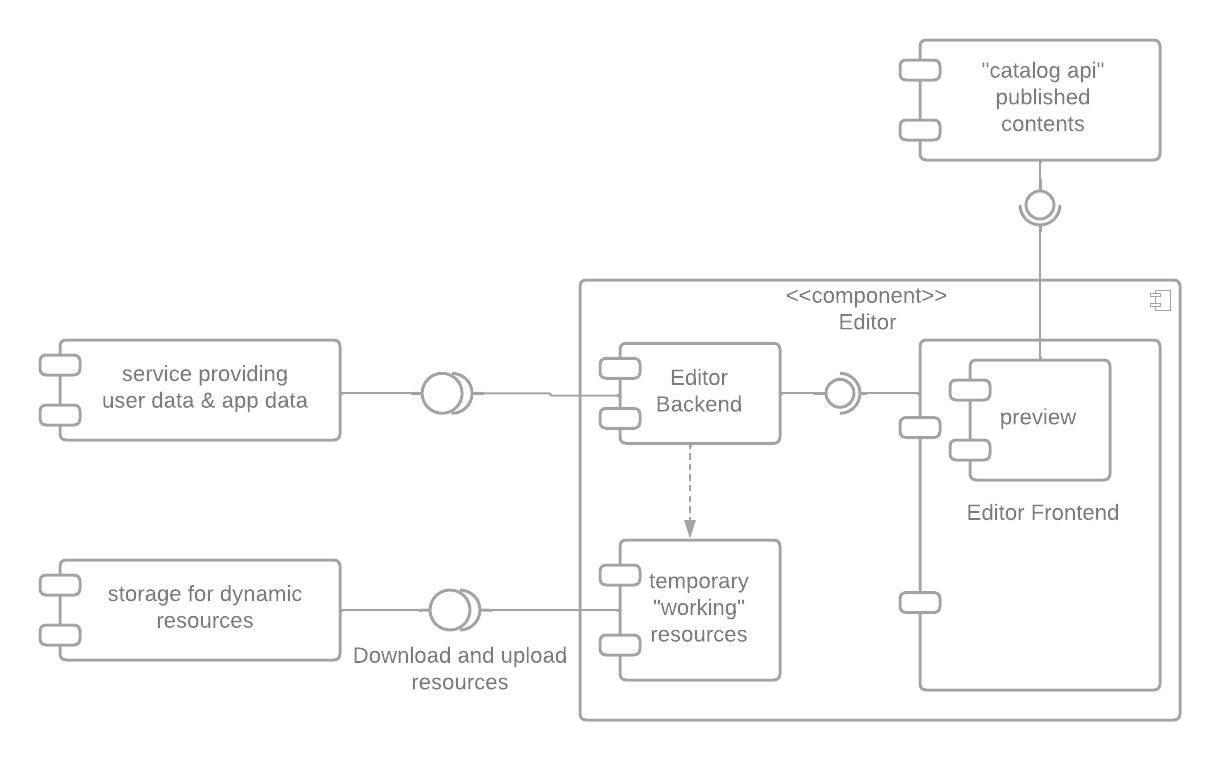 "catalog api"
published
contents
<<component>>
Editor
service providing
user data & app data
Editor
Backend
preview
Editor Frontend
storage for dynamic
resources
Download and upload
resources
temporary
"working"
resources